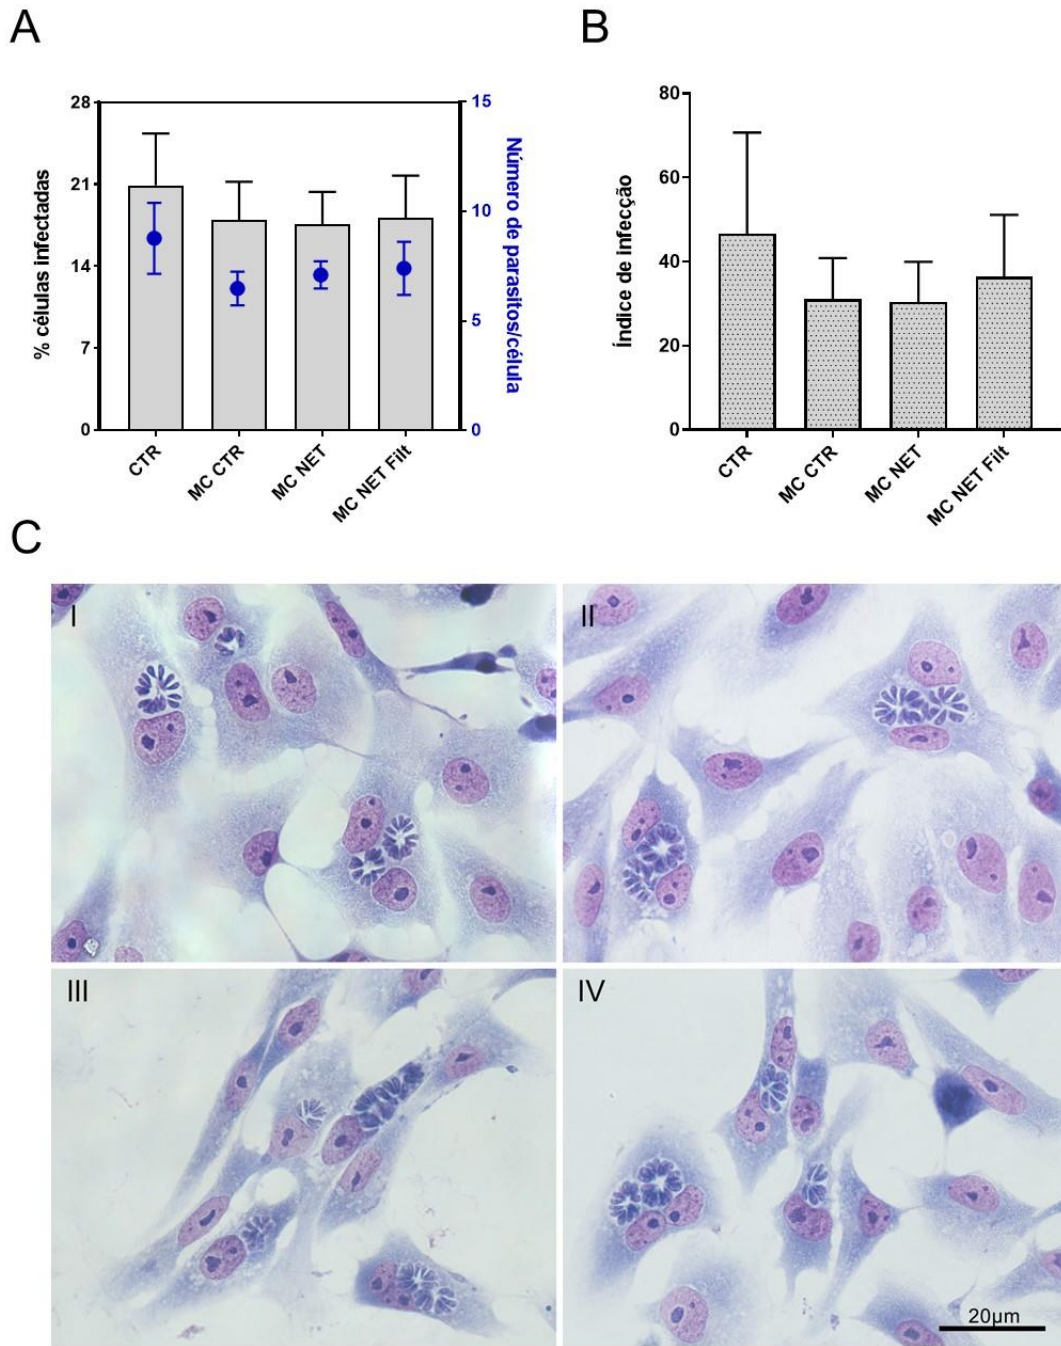 A
% células infectadas
28
21
14
7
0
15
10
5
0
Número de parasitos/célula
CTR
MC CTR
MC NET
MC NET Filt
B
Índice de infecção
80
60
40
20
0
CTR
MC CTR
MC NET
MC NET Filt
C
I
II
III
IV
20µm